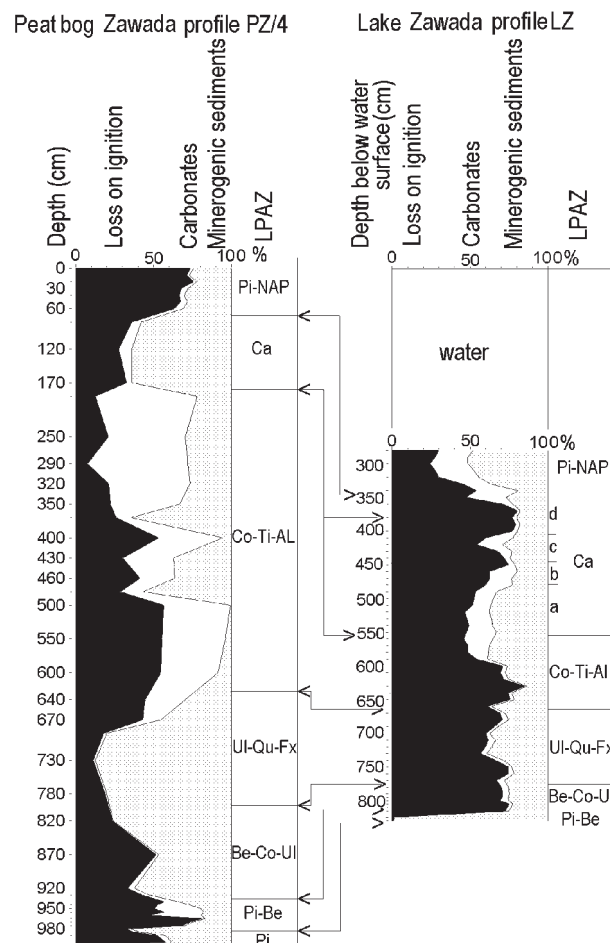 Peat bog Zawada profile PZ/4
Depth (cm)
Loss on ignition
Carbonates
Minerogenic sediments
LPAZ
0 50 100 %
0
30
60
120
170
250
290
320
350
400
430
460
500
550
600
640
670
730
780
820
870
920
950
980
Pi-NAP
Ca
Co-Ti-AL
Ul-Qu-Fx
Be-Co-Ul
Pi-Be
Pi
Lake Zawada profile LZ
Depth below water
surface (cm)
Loss on ignition
Carbonates
Minerogenic sediments
LPAZ
0 50 100%
water
0 50 100%
300
350
400
450
500
550
600
650
700
750
800
Pi-NAP
d
c
b
a
Ca
Co-Ti-Al
Ul-Qu-Fx
Be-Co-U
Pi-Be